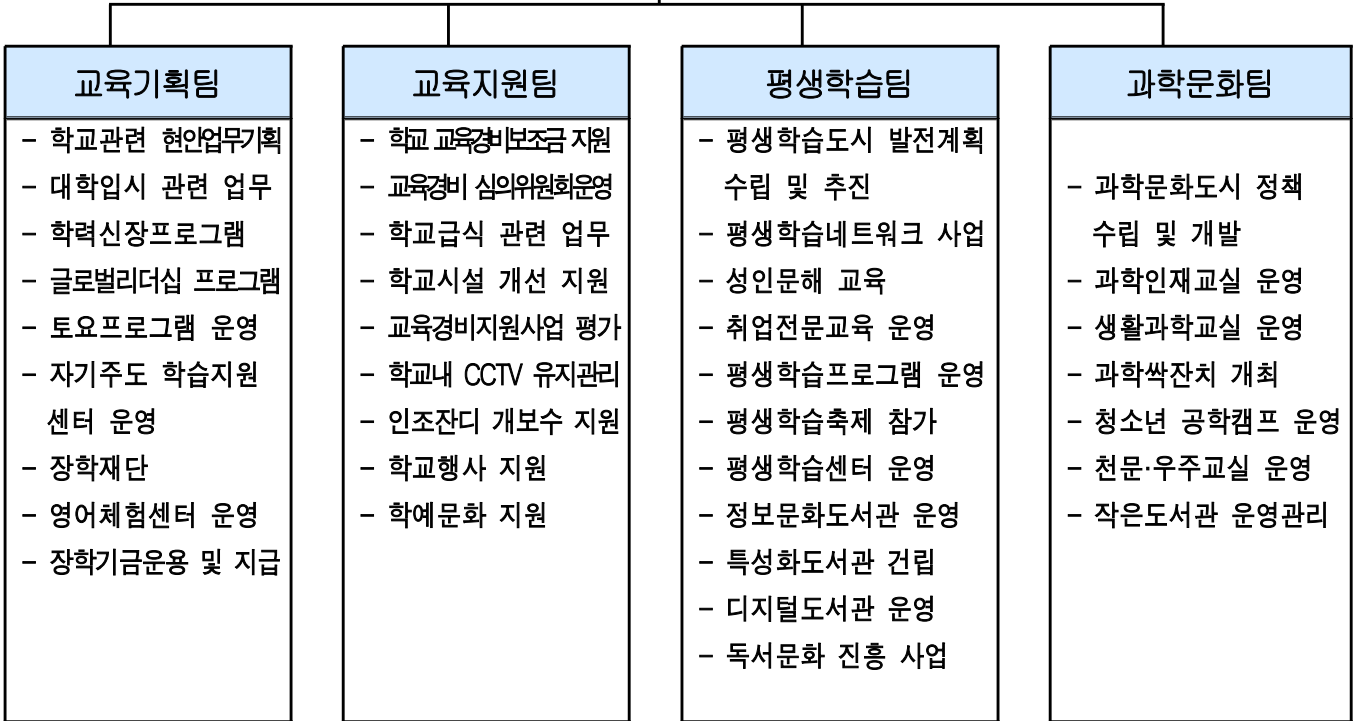 교육기획팀
- 학교관련 현안업무기획
- 대학입시 관련 업무
- 학력신장프로그램
- 글로벌리더십 프로그램
- 토요프로그램 운영
- 자기주도 학습지원
센터 운영
- 장학재단
- 영어체험센터 운영
- 장학기금운용 및 지급
교육지원팀
- 학교 교육경비보조금 지원
- 교육경비 심의위원회운영
- 학교급식 관련 업무
- 학교시설 개선 지원
- 교육경비지원사업 평가
- 학교내 CCTV 유지관리
- 인조잔디 개보수 지원
- 학교행사 지원
- 학예문화 지원
평생학습팀
- 평생학습도시 발전계획
수립 및 추진
- 평생학습네트워크 사업
- 성인문해 교육
- 취업전문교육 운영
- 평생학습프로그램 운영
- 평생학습축제 참가
- 평생학습센터 운영
- 정보문화도서관 운영
- 특성화도서관 건립
- 디지털도서관 운영
- 독서문화 진흥 사업
과학문화팀
- 과학문화도시 정책
수립 및 개발
- 과학인재교실 운영
- 생활과학교실 운영
- 과학싹잔치 개최
- 청소년 공학캠프 운영
- 천문·우주교실 운영
- 작은도서관 운영관리